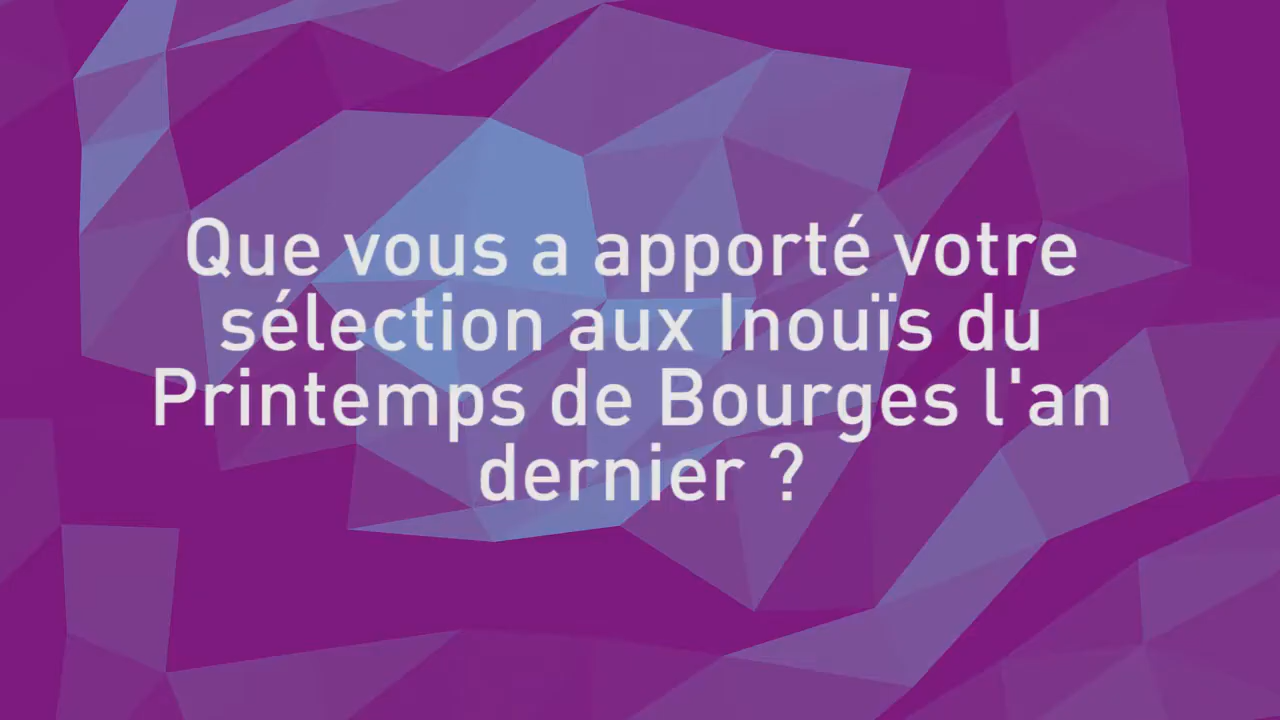 Que vous a apporté votre
sélection aux Inouïs du
Printemps de Bourges l'an
dernier ?